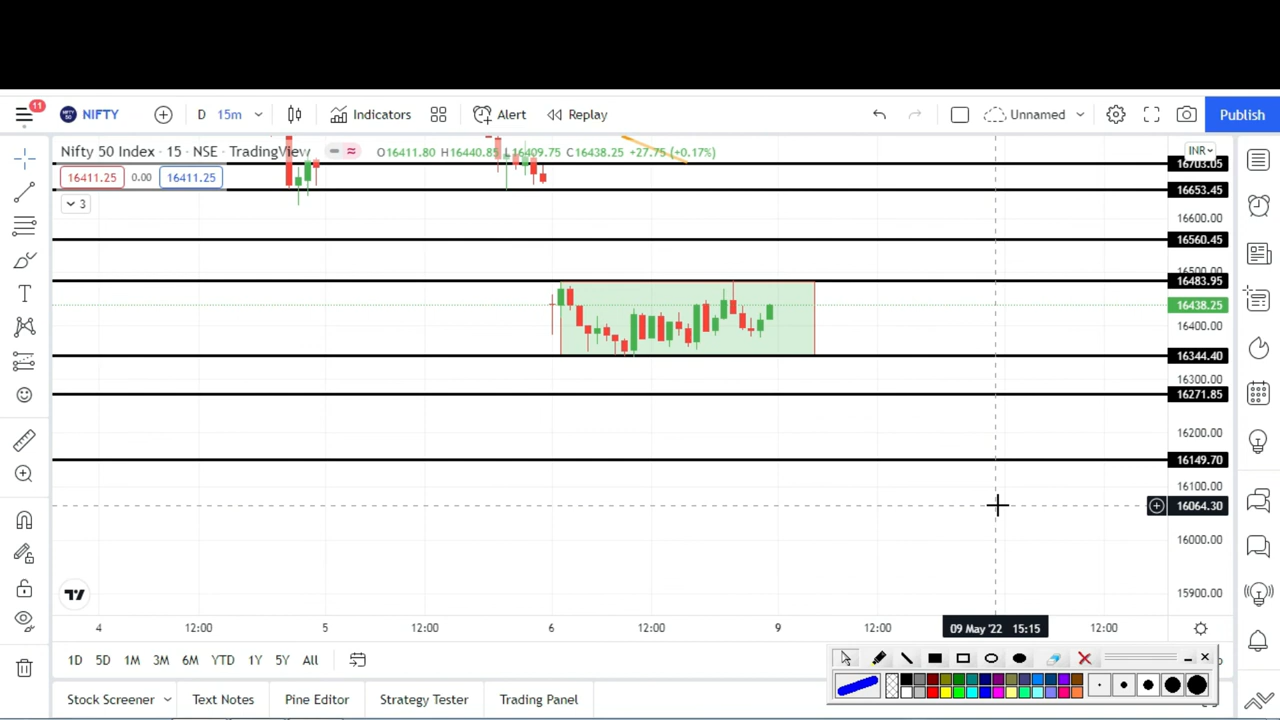 11
NIFTY D 15m Indicators Alert Replay Unnamed Publish
Nifty 50 Index · 15 · NSE · TradingView O16411.80 H16440.85 L16409.75 C16438.25 +27.75 (+0.17%)
INR
16703.05
16411.25 0.00 16411.25
16653.45
3
16600.00
16560.45
16500.00
16483.95
16438.25
16400.00
16344.40
16300.00
16271.85
16200.00
16149.70
16100.00
16064.30
16000.00
15900.00
4 12:00 5 12:00 6 12:00 9 12:00 09 May '22 15:15 12:00
1D 5D 1M 3M 6M YTD 1Y 5Y All
Stock Screener Text Notes Pine Editor Strategy Tester Trading Panel